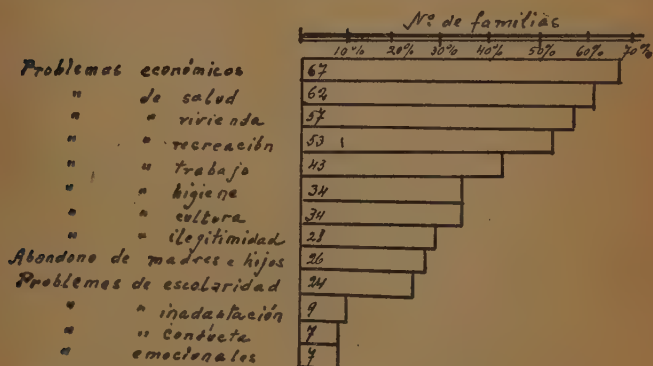 Nº de familias
10% 20% 30% 40% 50% 60% 70%
Problemas económicos 67
" de salud 62
" " vivienda 57
" " recreación 53
" " trabajo 43
" " higiene 34
" " cultura 34
" " ilegitimidad 28
Abandono de madres e hijos 26
Problemas de escolaridad 24
" " inadaptación 9
" " conducta 7
" emocionales 7